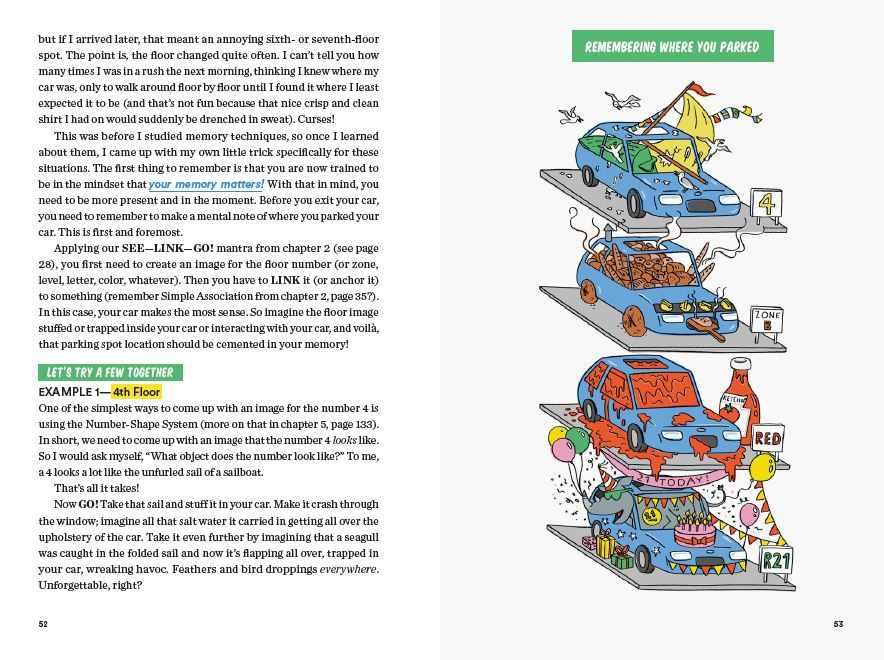 but if I arrived later, that meant an annoying sixth- or seventh-floor
spot. The point is, the floor changed quite often. I can't tell you how
many times I was in a rush the next morning, thinking I knew where my
car was, only to walk around floor by floor until I found it where I least
expected it to be (and that's not fun because that nice crisp and clean
shirt I had on would suddenly be drenched in sweat). Curses!
This was before I studied memory techniques, so once I learned
about them, I came up with my own little trick specifically for these
situations. The first thing to remember is that you are now trained to
be in the mindset that your memory matters! With that in mind, you
need to be more present and in the moment. Before you exit your car,
you need to remember to make a mental note of where you parked your
car. This is first and foremost.
Applying our SEE—LINK—GO! mantra from chapter 2 (see page
28), you first need to create an image for the floor number (or zone,
level, letter, color, whatever). Then you have to LINK it (or anchor it)
to something (remember Simple Association from chapter 2, page 35?).
In this case, your car makes the most sense. So imagine the floor image
stuffed or trapped inside your car or interacting with your car, and voilà,
that parking spot location should be cemented in your memory!
LET'S TRY A FEW TOGETHER
EXAMPLE 1—4th Floor
One of the simplest ways to come up with an image for the number 4 is
using the Number-Shape System (more on that in chapter 5, page 133).
In short, we need to come up with an image that the number 4 looks like.
So I would ask myself, "What object does the number look like?" To me,
a 4 looks a lot like the unfurled sail of a sailboat.
That's all it takes!
Now GO! Take that sail and stuff it in your car. Make it crash through
the window; imagine all that salt water it carried in getting all over the
upholstery of the car. Take it even further by imagining that a seagull
was caught in the folded sail and now it's flapping all over, trapped in
your car, wreaking havoc. Feathers and bird droppings everywhere.
Unforgettable, right?
52
REMEMBERING WHERE YOU PARKED
4
ZONE
B
KETCHUP
RED
21 TODAY!
21
R21
53